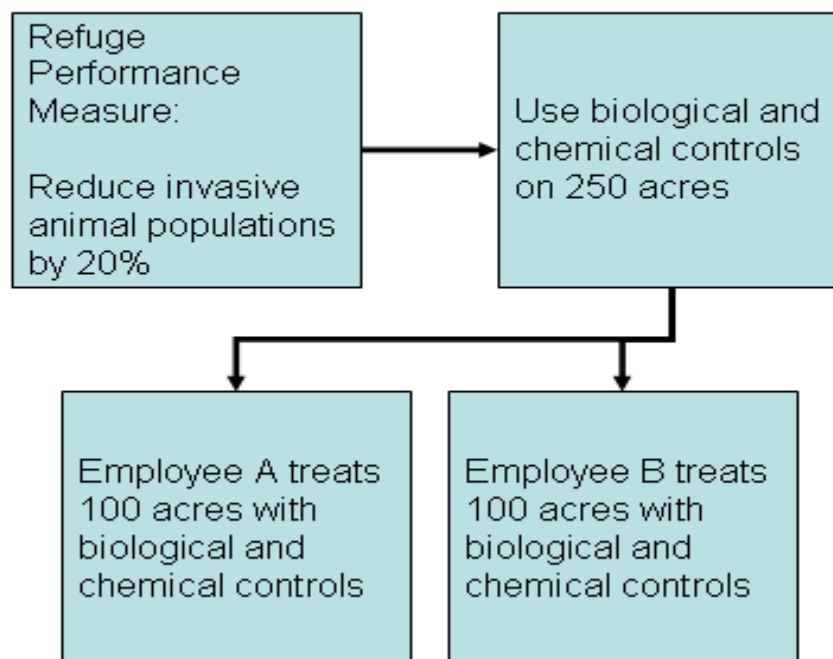 Refuge
Performance
Measure:
Reduce invasive
animal populations
by 20%
Use biological and
chemical controls
on 250 acres
Employee A treats
100 acres with
biological and
chemical controls
Employee B treats
100 acres with
biological and
chemical controls